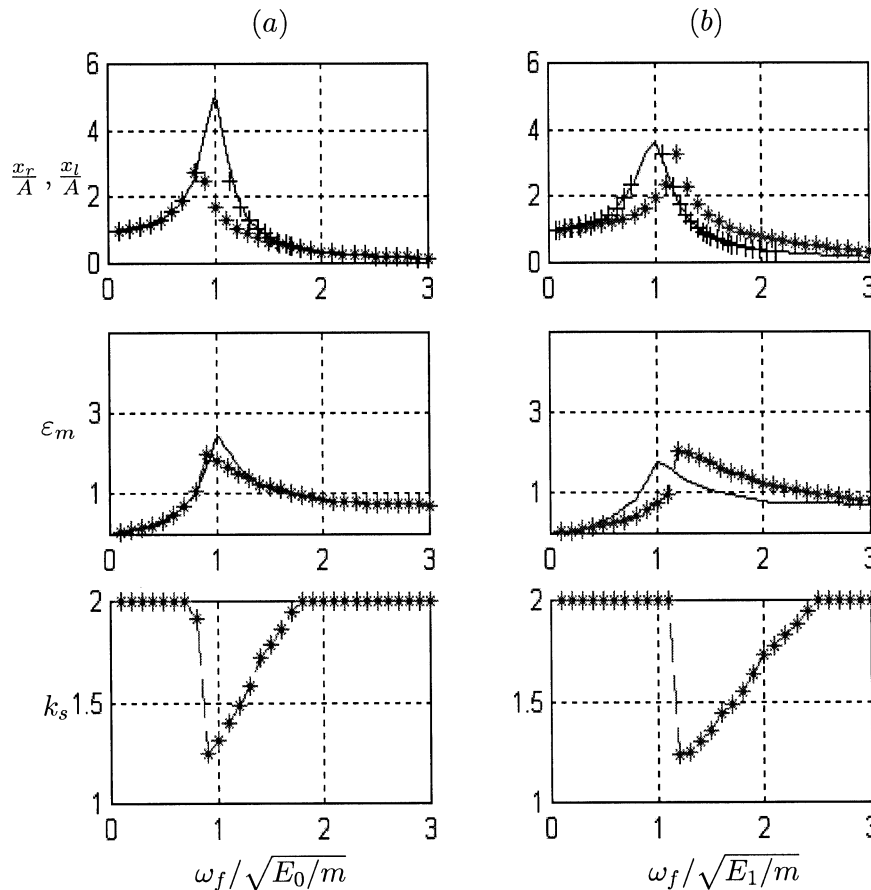 (a) (b)
6 6
4 4
x_r/A , x_l/A
2 2
0 0
0 1 2 3 0 1 2 3
3 3
ε_m
1 1
0 1 2 3 0 1 2 3
2 2
k_s 1.5 1.5
1 1
0 1 2 3 0 1 2 3
ω_f/√E_0/m ω_f/√E_1/m